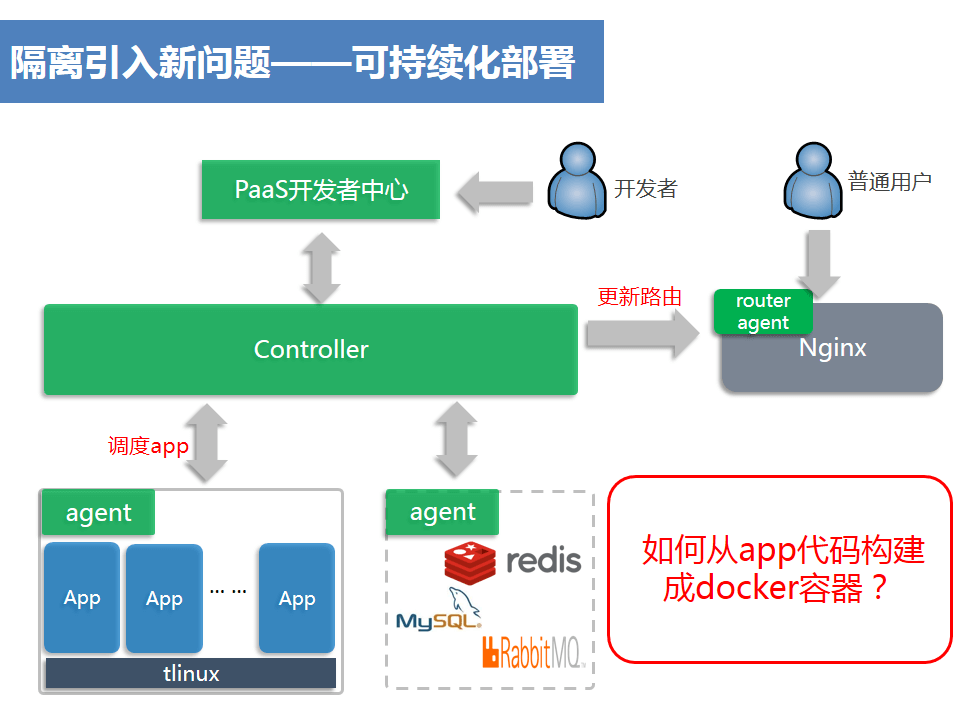 隔离引入新问题——可持续化部署
PaaS开发者中心
开发者
普通用户
更新路由
router
agent
Controller
Nginx
调度app
agent
agent
redis
MySQL
RabbitMQ
App
App
... ...
App
tlinux
如何从app代码构建
成docker容器？